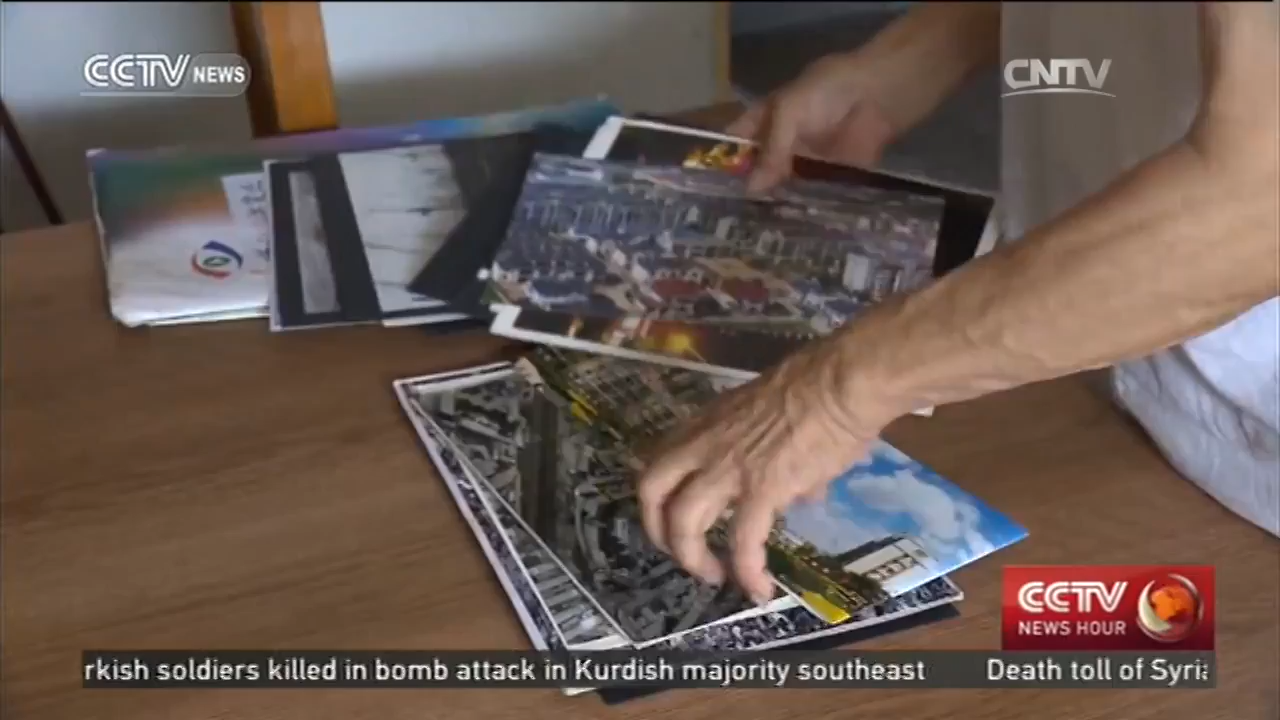 CCTV NEWS
CNTV
CCTV
NEWS HOUR
rkish soldiers killed in bomb attack in Kurdish majority southeast Death toll of Syri